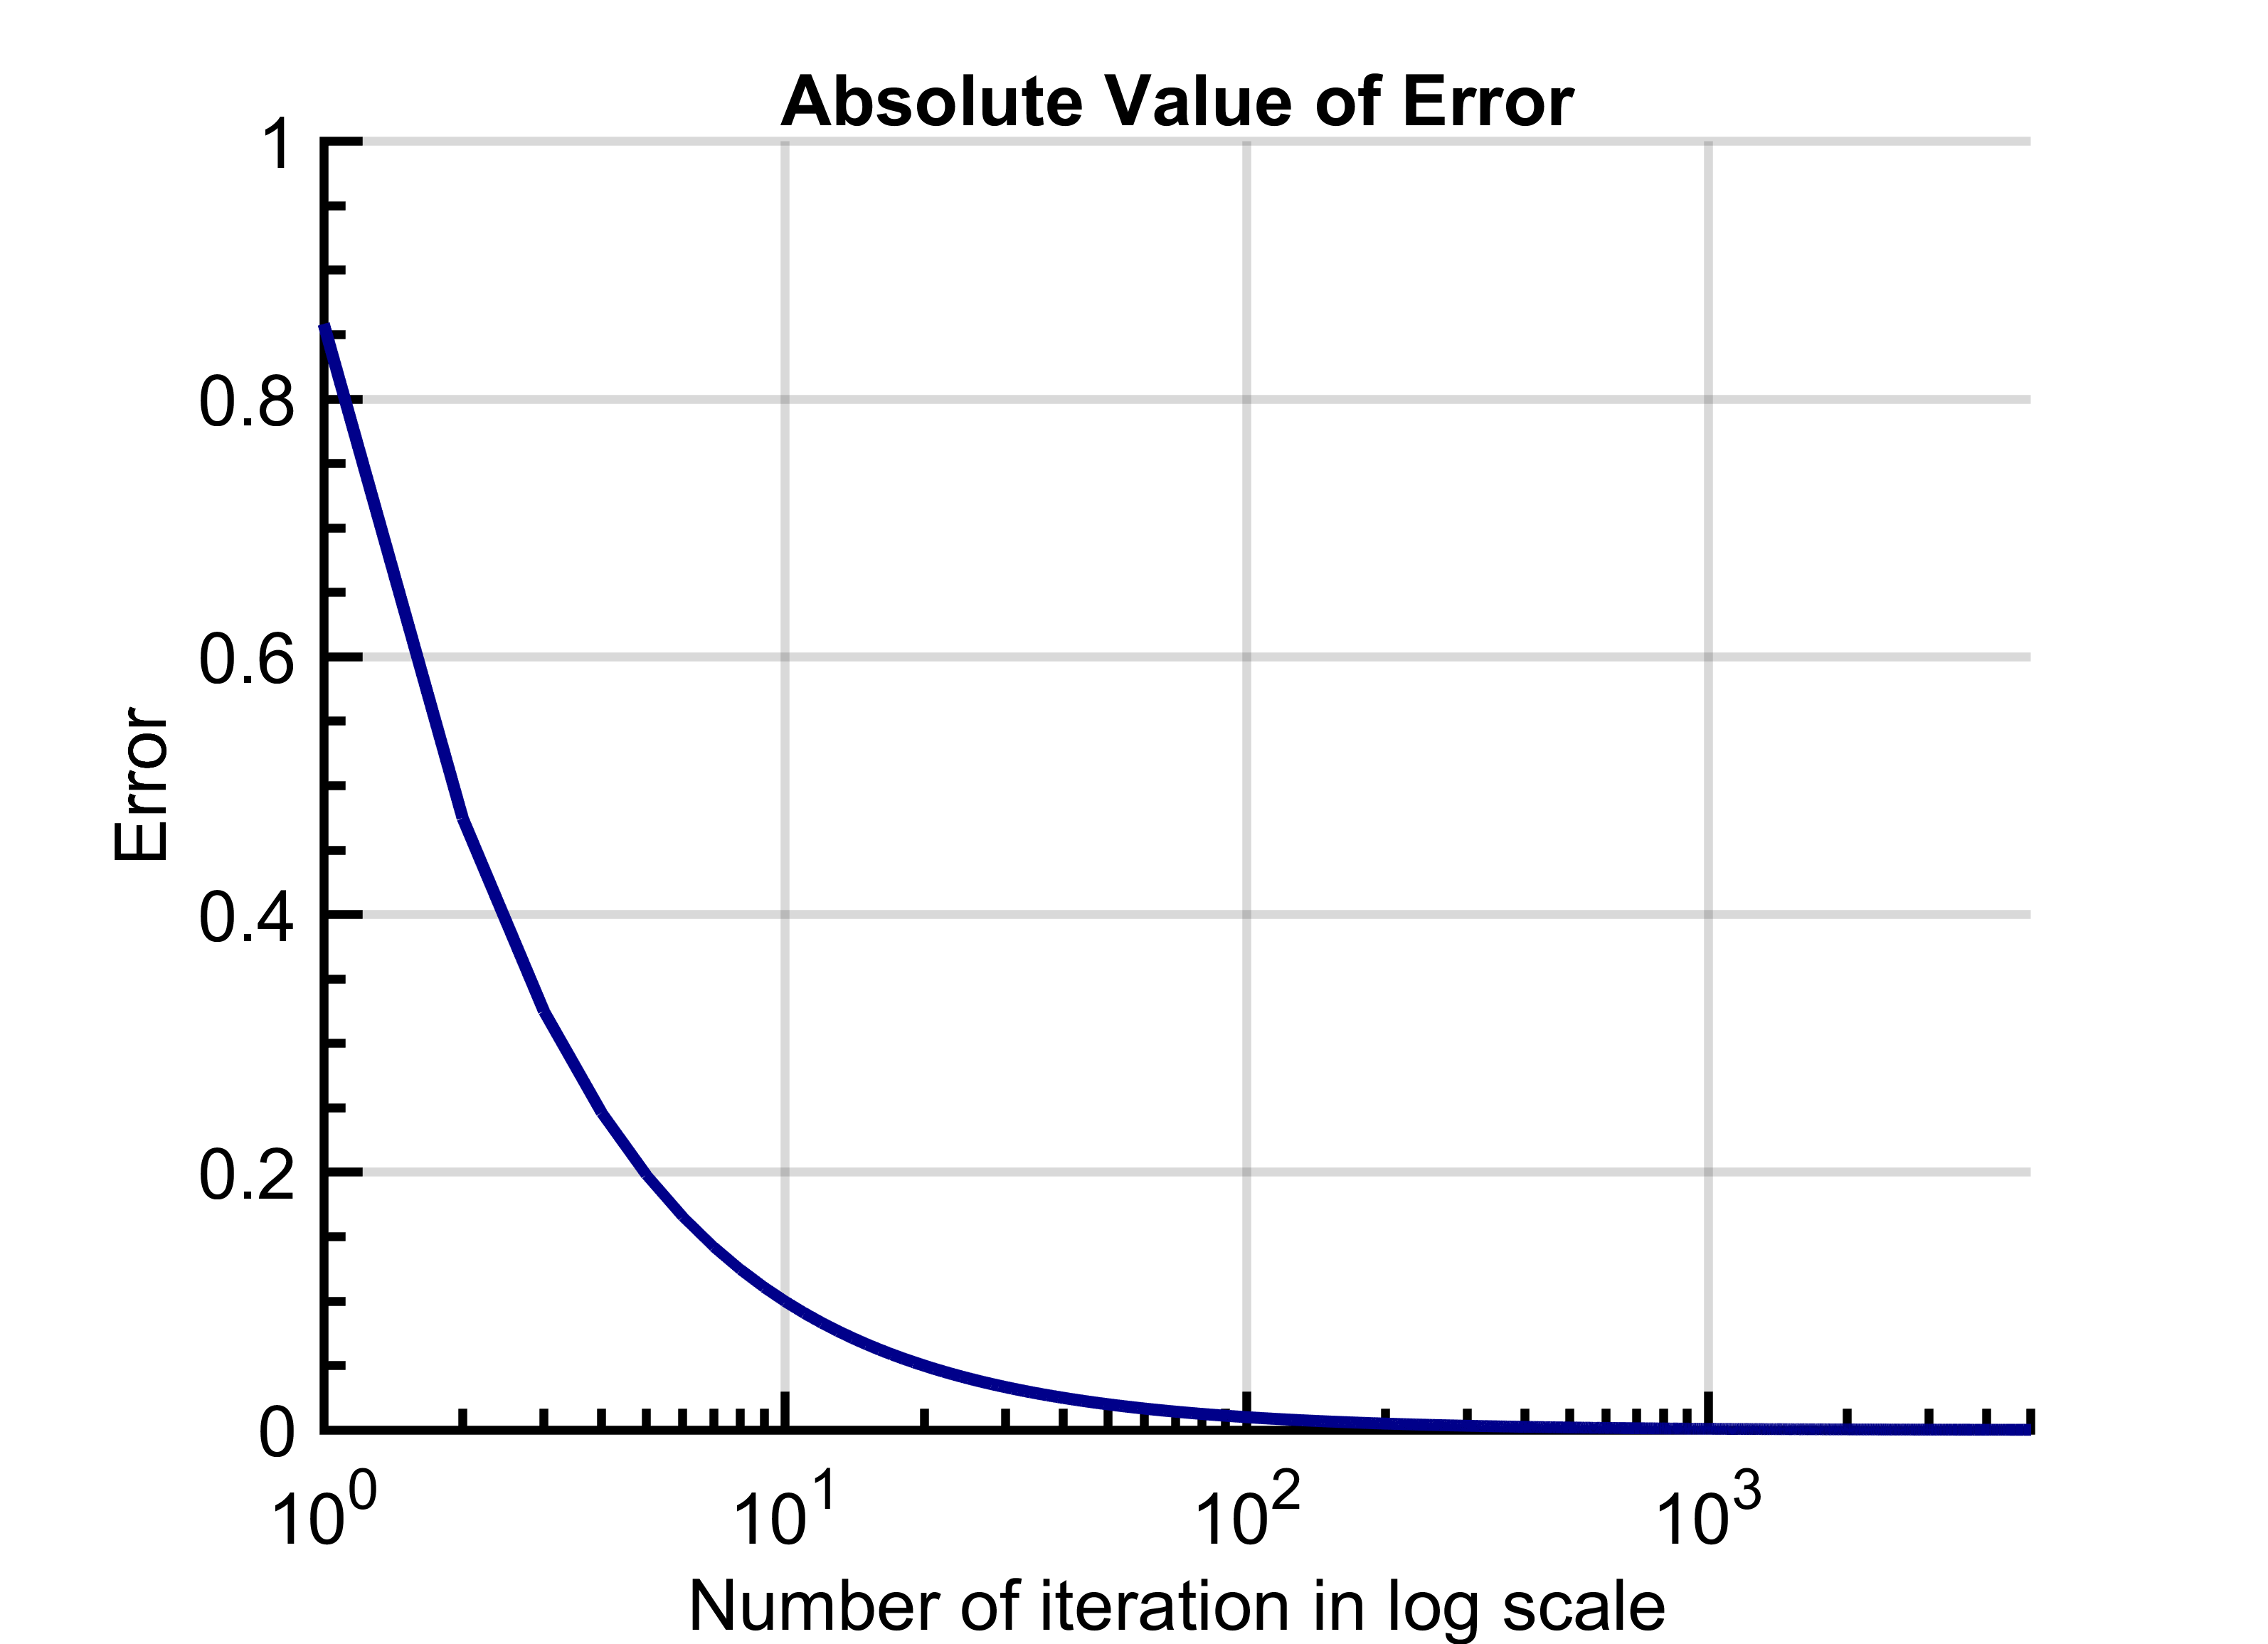 Absolute Value of Error
1
0.8
0.6
0.4
0.2
0
Error
10^0 10^1 10^2 10^3
Number of iteration in log scale